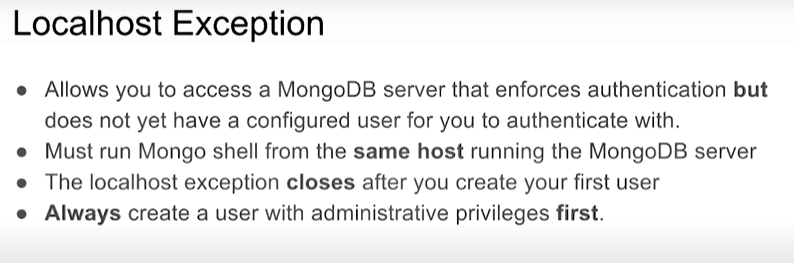 Localhost Exception
● Allows you to access a MongoDB server that enforces authentication but
does not yet have a configured user for you to authenticate with.
● Must run Mongo shell from the same host running the MongoDB server
● The localhost exception closes after you create your first user
● Always create a user with administrative privileges first.